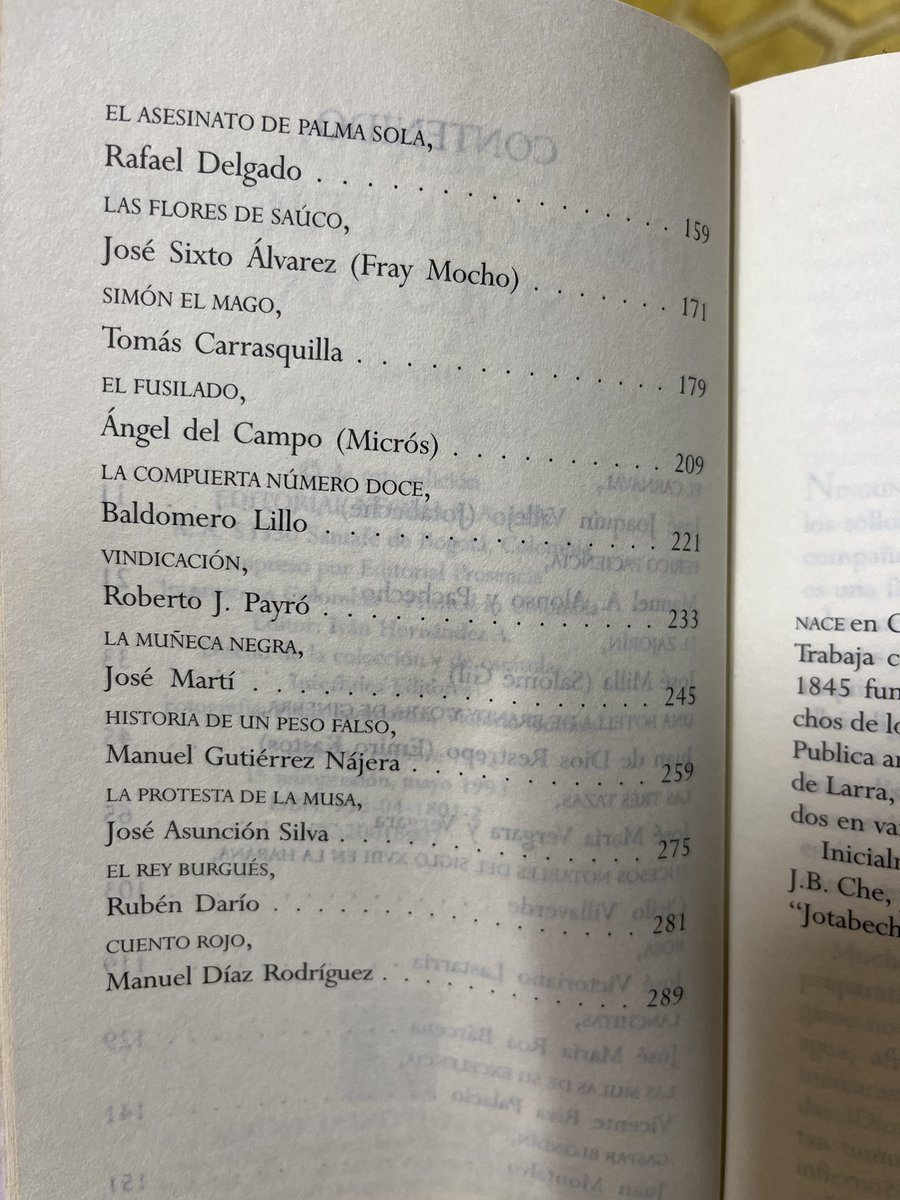 EL ASESINATO DE PALMA SOLA,
Rafael Delgado . . . . . . . . . . . . . . 159
LAS FLORES DE SAÚCO,
José Sixto Álvarez (Fray Mocho) . . . . . . 171
SIMÓN EL MAGO,
Tomás Carrasquilla . . . . . . . . . . . . . 179
EL FUSILADO,
Ángel del Campo (Micrós) . . . . . . . . . . 209
LA COMPUERTA NÚMERO DOCE,
Baldomero Lillo . . . . . . . . . . . . . . . 221
VINDICACIÓN,
Roberto J. Payró . . . . . . . . . . . . . . 233
LA MUÑECA NEGRA,
José Martí . . . . . . . . . . . . . . . . . 245
HISTORIA DE UN PESO FALSO,
Manuel Gutiérrez Nájera . . . . . . . . . . . 259
LA PROTESTA DE LA MUSA,
José Asunción Silva . . . . . . . . . . . . . 275
EL REY BURGUÉS,
Rubén Darío . . . . . . . . . . . . . . . . . 281
CUENTO ROJO,
Manuel Díaz Rodríguez . . . . . . . . . . . . 289
NACE en
Trabaja
1845
chos de
Publica
de Larra,
dos en
J.B. Che,